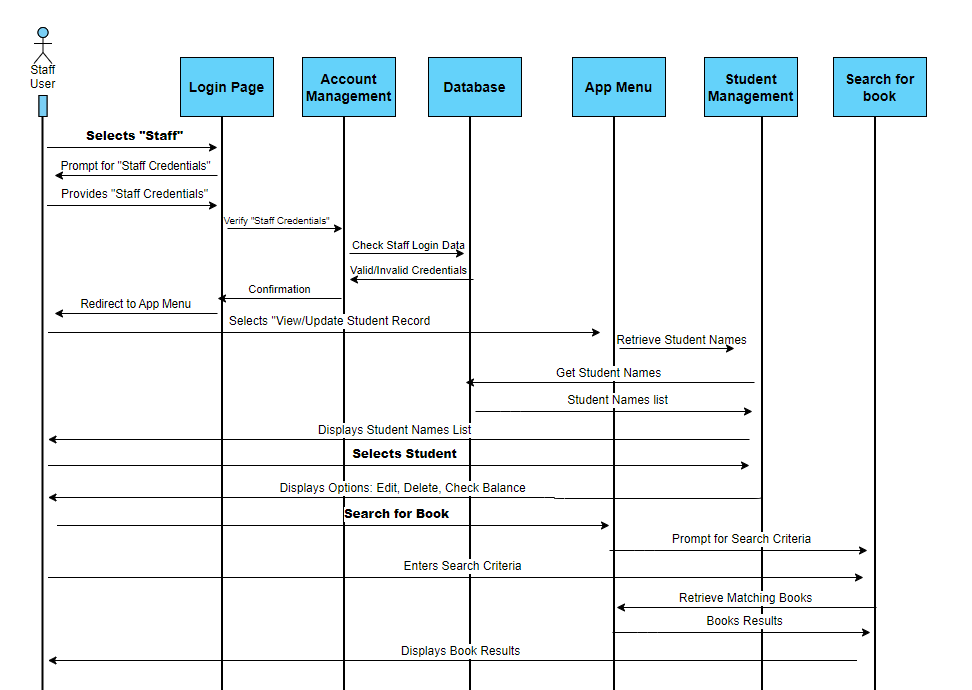 Staff
User
Login Page
Account
Management
Database
App Menu
Student
Management
Search for
book
Selects "Staff"
Prompt for "Staff Credentials"
Provides "Staff Credentials"
Verify "Staff Credentials"
Check Staff Login Data
Valid/Invalid Credentials
Confirmation
Redirect to App Menu
Selects "View/Update Student Record
Retrieve Student Names
Get Student Names
Student Names list
Displays Student Names List
Selects Student
Displays Options: Edit, Delete, Check Balance
Search for Book
Prompt for Search Criteria
Enters Search Criteria
Retrieve Matching Books
Books Results
Displays Book Results